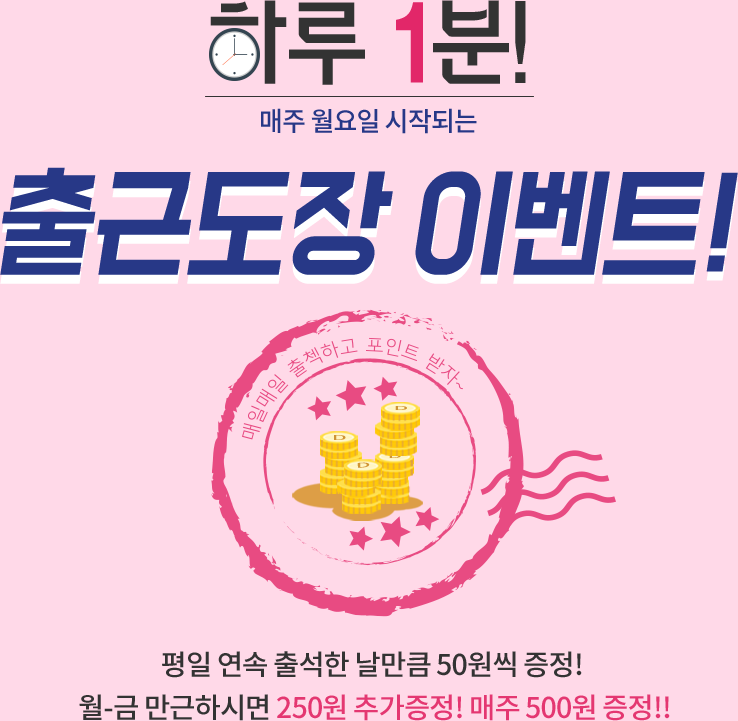 하루 1분!
매주 월요일 시작되는
출근도장 이벤트!
매일매일 출첵하고 포인트 받자~
D
D
D
D
평일 연속 출석한 날만큼 50원씩 증정!
월-금 만근하시면 250원 추가증정! 매주 500원 증정!!